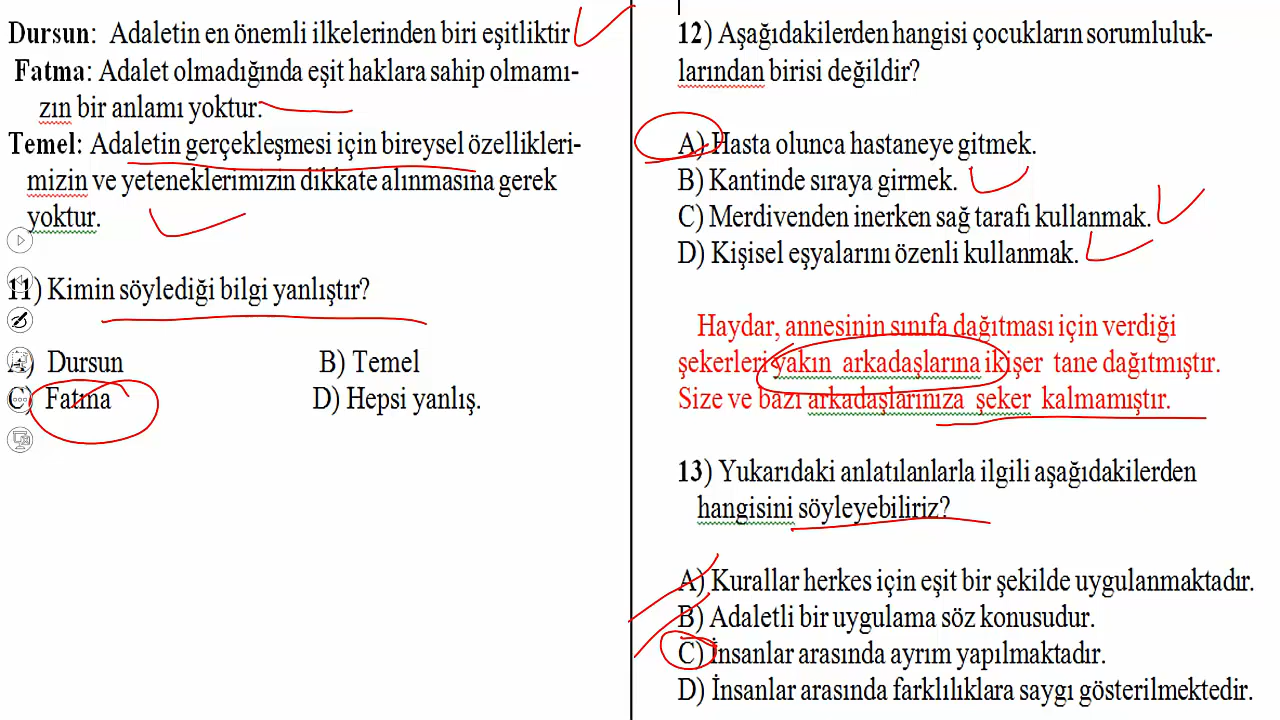 Dursun: Adaletin en önemli ilkelerinden biri eşitliktir
Fatma: Adalet olmadığında eşit haklara sahip olmamı-
zın bir anlamı yoktur.
Temel: Adaletin gerçekleşmesi için bireysel özellikleri-
mizin ve yeteneklerimizin dikkate alınmasına gerek
yoktur.
11) Kimin söylediği bilgi yanlıştır?
A) Dursun B) Temel
C) Fatma D) Hepsi yanlış.
12) Aşağıdakilerden hangisi çocukların sorumluluk-
larından birisi değildir?
A) Hasta olunca hastaneye gitmek.
B) Kantinde sıraya girmek.
C) Merdivenden inerken sağ tarafı kullanmak.
D) Kişisel eşyalarını özenli kullanmak.
Haydar, annesinin sınıfa dağıtması için verdiği
şekerleri yakın arkadaşlarına ikişer tane dağıtmıştır.
Size ve bazı arkadaşlarınıza şeker kalmamıştır.
13) Yukarıdaki anlatılanlarla ilgili aşağıdakilerden
hangisini söyleyebiliriz?
A) Kurallar herkes için eşit bir şekilde uygulanmaktadır.
B) Adaletli bir uygulama söz konusudur.
C) İnsanlar arasında ayrım yapılmaktadır.
D) İnsanlar arasında farklılıklara saygı gösterilmektedir.